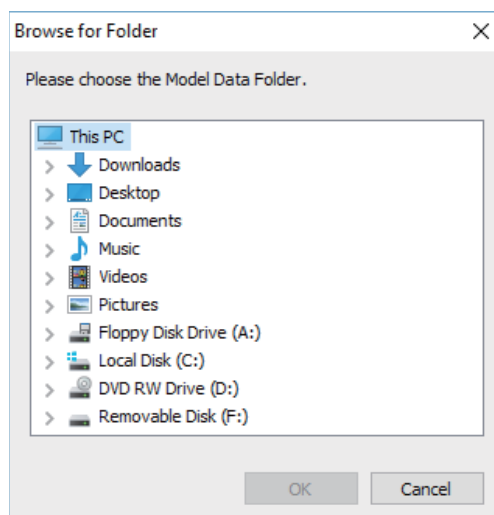 Browse for Folder
Please choose the Model Data Folder.
This PC
Downloads
Desktop
Documents
Music
Videos
Pictures
Floppy Disk Drive (A:)
Local Disk (C:)
DVD RW Drive (D:)
Removable Disk (F:)
OK Cancel